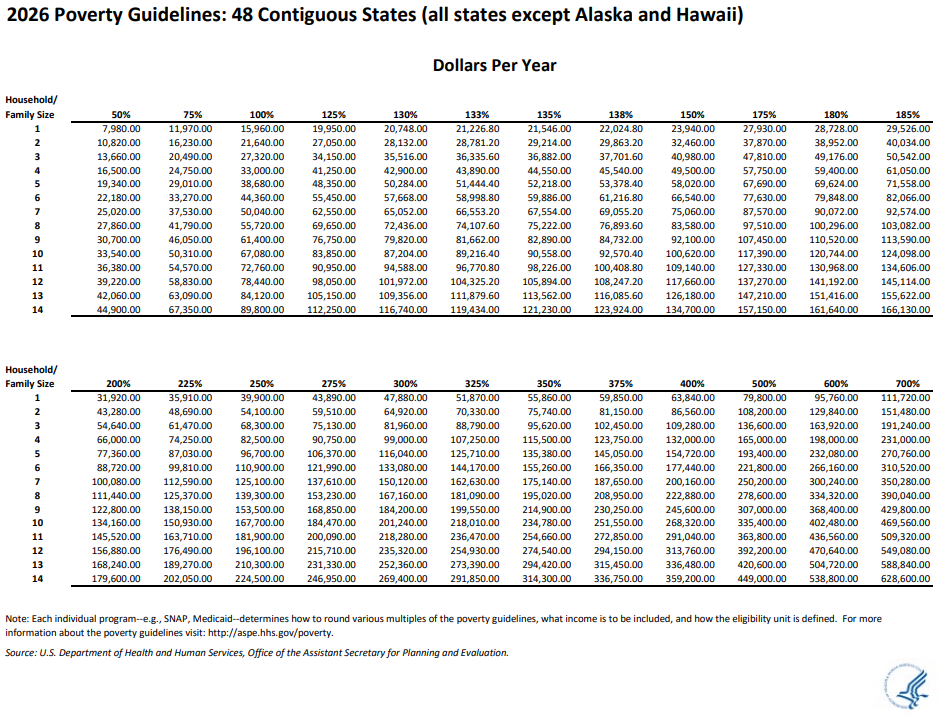 2026 Poverty Guidelines: 48 Contiguous States (all states except Alaska and Hawaii)
Dollars Per Year
Household/
Family Size 50% 75% 100% 125% 130% 133% 135% 138% 150% 175% 180% 185%
1 7,980.00 11,970.00 15,960.00 19,950.00 20,748.00 21,226.80 21,546.00 22,024.80 23,940.00 27,930.00 28,728.00 29,526.00
2 10,820.00 16,230.00 21,640.00 27,050.00 28,132.00 28,781.20 29,214.00 29,863.20 32,460.00 37,870.00 38,952.00 40,034.00
3 13,660.00 20,490.00 27,320.00 34,150.00 35,516.00 36,335.60 36,882.00 37,701.60 40,980.00 47,810.00 49,176.00 50,542.00
4 16,500.00 24,750.00 33,000.00 41,250.00 42,900.00 43,890.00 44,550.00 45,540.00 49,500.00 57,750.00 59,400.00 61,050.00
5 19,340.00 29,010.00 38,680.00 48,350.00 50,284.00 51,444.40 52,218.00 53,378.40 58,020.00 67,690.00 69,624.00 71,558.00
6 22,180.00 33,270.00 44,360.00 55,450.00 57,668.00 58,998.80 59,886.00 61,216.80 66,540.00 77,630.00 79,848.00 82,066.00
7 25,020.00 37,530.00 50,040.00 62,550.00 65,052.00 66,553.20 67,554.00 69,055.20 75,060.00 87,570.00 90,072.00 92,574.00
8 27,860.00 41,790.00 55,720.00 69,650.00 72,436.00 74,107.60 75,222.00 76,893.60 83,580.00 97,510.00 100,296.00 103,082.00
9 30,700.00 46,050.00 61,400.00 76,750.00 79,820.00 81,662.00 82,890.00 84,732.00 92,100.00 107,450.00 110,520.00 113,590.00
10 33,540.00 50,310.00 67,080.00 83,850.00 87,204.00 89,216.40 90,558.00 92,570.40 100,620.00 117,390.00 120,744.00 124,098.00
11 36,380.00 54,570.00 72,760.00 90,950.00 94,588.00 96,770.80 98,226.00 100,408.80 109,140.00 127,330.00 130,968.00 134,606.00
12 39,220.00 58,830.00 78,440.00 98,050.00 101,972.00 104,325.20 105,894.00 108,247.20 117,660.00 137,270.00 141,192.00 145,114.00
13 42,060.00 63,090.00 84,120.00 105,150.00 109,356.00 111,879.60 113,562.00 116,085.60 126,180.00 147,210.00 151,416.00 155,622.00
14 44,900.00 67,350.00 89,800.00 112,250.00 116,740.00 119,434.00 121,230.00 123,924.00 134,700.00 157,150.00 161,640.00 166,130.00
Household/
Family Size 200% 225% 250% 275% 300% 325% 350% 375% 400% 500% 600% 700%
1 31,920.00 35,910.00 39,900.00 43,890.00 47,880.00 51,870.00 55,860.00 59,850.00 63,840.00 79,800.00 95,760.00 111,720.00
2 43,280.00 48,690.00 54,100.00 59,510.00 64,920.00 70,330.00 75,740.00 81,150.00 86,560.00 108,200.00 129,840.00 151,480.00
3 54,640.00 61,470.00 68,300.00 75,130.00 81,960.00 88,790.00 95,620.00 102,450.00 109,280.00 136,600.00 163,920.00 191,240.00
4 66,000.00 74,250.00 82,500.00 90,750.00 99,000.00 107,250.00 115,500.00 123,750.00 132,000.00 165,000.00 198,000.00 231,000.00
5 77,360.00 87,030.00 96,700.00 106,370.00 116,040.00 125,710.00 135,380.00 145,050.00 154,720.00 193,400.00 232,080.00 270,760.00
6 88,720.00 99,810.00 110,900.00 121,990.00 133,080.00 144,170.00 155,260.00 166,350.00 177,440.00 221,800.00 266,160.00 310,520.00
7 100,080.00 112,590.00 125,100.00 137,610.00 150,120.00 162,630.00 175,140.00 187,650.00 200,160.00 250,200.00 300,240.00 350,280.00
8 111,440.00 125,370.00 139,300.00 153,230.00 167,160.00 181,090.00 195,020.00 208,950.00 222,880.00 278,600.00 334,320.00 390,040.00
9 122,800.00 138,150.00 153,500.00 168,850.00 184,200.00 199,550.00 214,900.00 230,250.00 245,600.00 307,000.00 368,400.00 429,800.00
10 134,160.00 150,930.00 167,700.00 184,470.00 201,240.00 218,010.00 234,780.00 251,550.00 268,320.00 335,400.00 402,480.00 469,560.00
11 145,520.00 163,710.00 181,900.00 200,090.00 218,280.00 236,470.00 254,660.00 272,850.00 291,040.00 363,800.00 436,560.00 509,320.00
12 156,880.00 176,490.00 196,100.00 215,710.00 235,320.00 254,930.00 274,540.00 294,150.00 313,760.00 392,200.00 470,640.00 549,080.00
13 168,240.00 189,270.00 210,300.00 231,330.00 252,360.00 273,390.00 294,420.00 315,450.00 336,480.00 420,600.00 504,720.00 588,840.00
14 179,600.00 202,050.00 224,500.00 246,950.00 269,400.00 291,850.00 314,300.00 336,750.00 359,200.00 449,000.00 538,800.00 628,600.00
Note: Each individual program--e.g., SNAP, Medicaid--determines how to round various multiples of the poverty guidelines, what income is to be included, and how the eligibility unit is defined. For more
information about the poverty guidelines visit: http://aspe.hhs.gov/poverty.
Source: U.S. Department of Health and Human Services, Office of the Assistant Secretary for Planning and Evaluation.